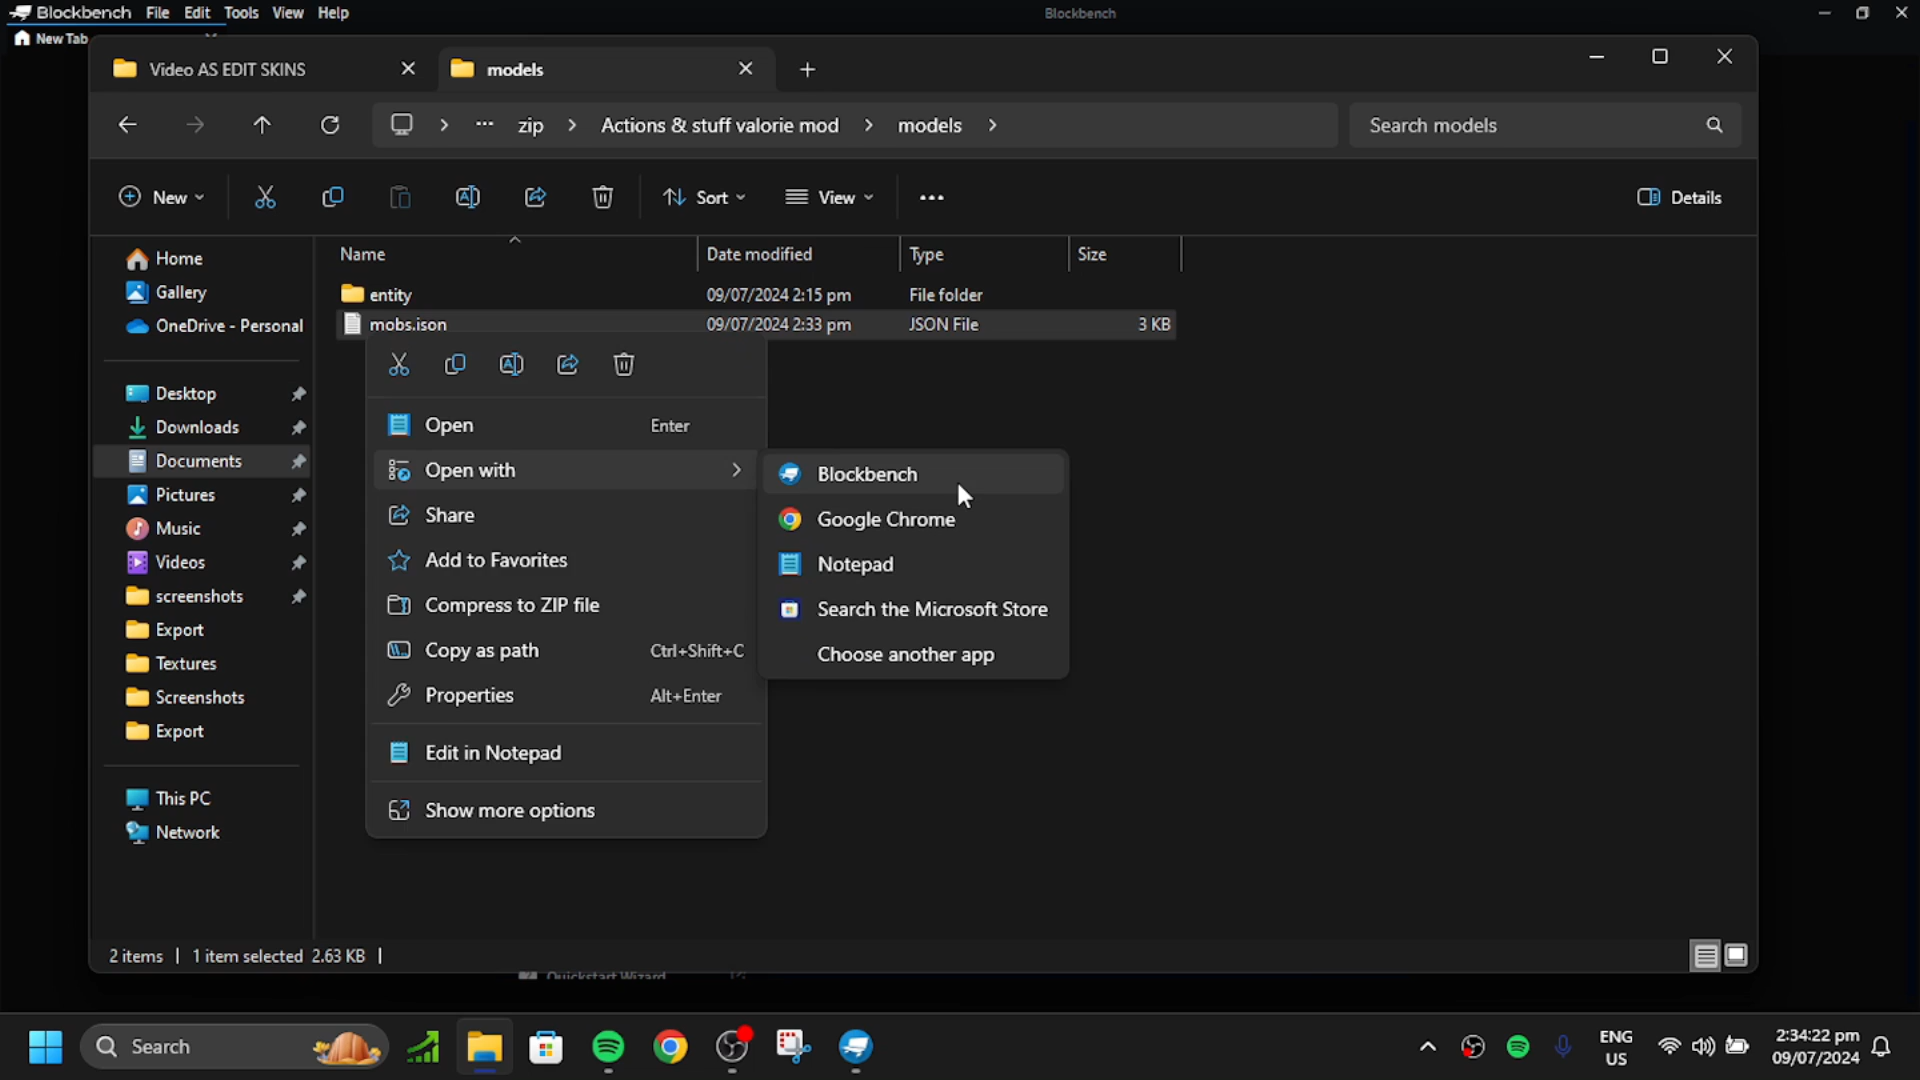 Blockbench File Edit Tools View Help
Blockbench
New Tab
Video AS EDIT SKINS
models
zip > Actions & stuff valorie mod > models >
Search models
New
Sort
View
Details
Name
Date modified
Type
Size
entity 09/07/2024 2:15 pm File folder
mobs.json 09/07/2024 2:33 pm JSON File 3 KB
Home
Gallery
OneDrive - Personal
Desktop
Downloads
Documents
Pictures
Music
Videos
screenshots
Export
Textures
Screenshots
Export
This PC
Network
Open Enter
Open with
Share
Add to Favorites
Compress to ZIP file
Copy as path Ctrl+Shift+C
Properties Alt+Enter
Edit in Notepad
Show more options
Blockbench
Google Chrome
Notepad
Search the Microsoft Store
Choose another app
2 items | 1 item selected 2.63 KB |
Quickstart Wizard
Search
ENG
US
2:34:22 pm
09/07/2024